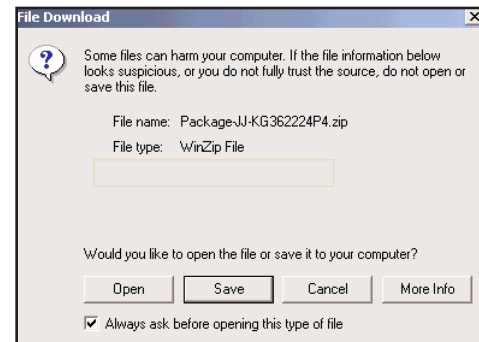 File Download
Some files can harm your computer. If the file information below
looks suspicious, or you do not fully trust the source, do not open or
save this file.
File name: Package-JJ-KG362224P4.zip
File type: WinZip File
Would you like to open the file or save it to your computer?
Open Save Cancel More Info
Always ask before opening this type of file